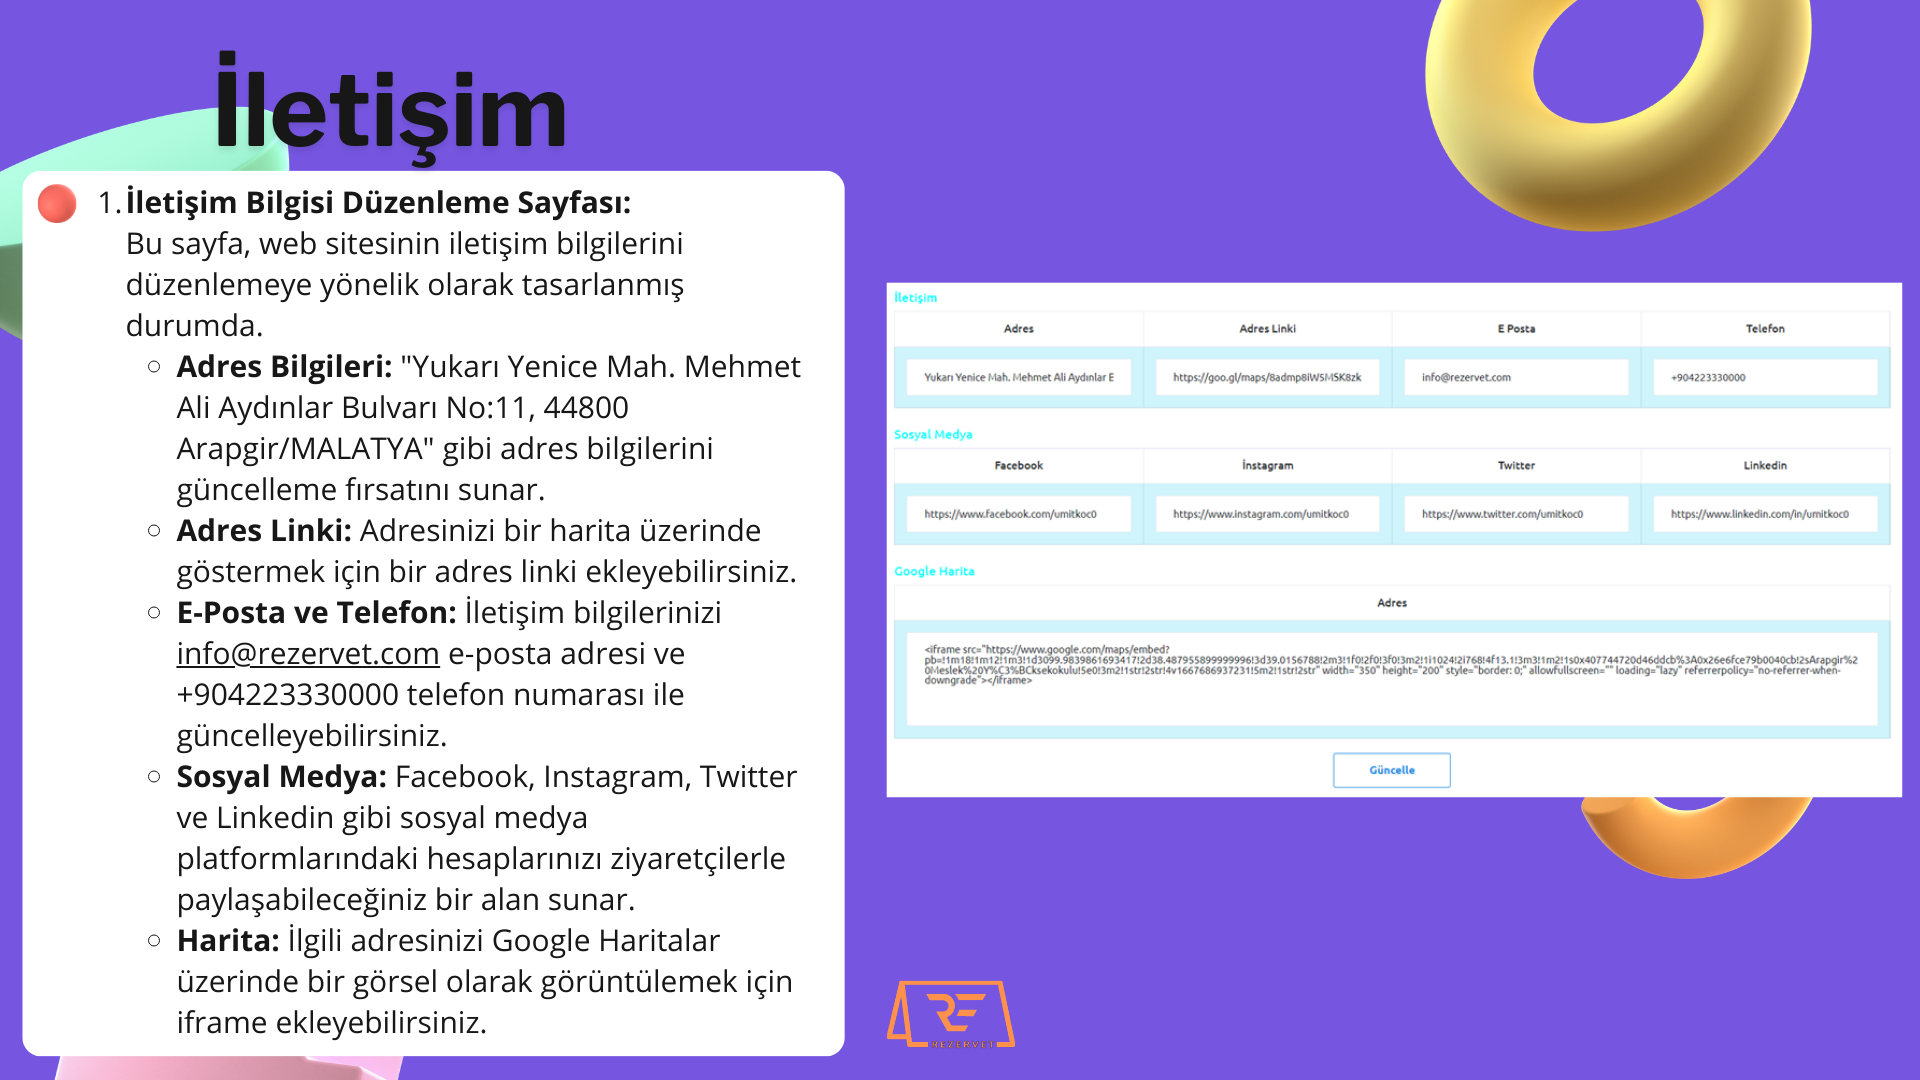 İletişim
1. İletişim Bilgisi Düzenleme Sayfası:
Bu sayfa, web sitesinin iletişim bilgilerini
düzenlemeye yönelik olarak tasarlanmış
durumda.
○ Adres Bilgileri: "Yukarı Yenice Mah. Mehmet
Ali Aydınlar Bulvarı No:11, 44800
Arapgir/MALATYA" gibi adres bilgilerini
güncelleme fırsatını sunar.
○ Adres Linki: Adresinizi bir harita üzerinde
göstermek için bir adres linki ekleyebilirsiniz.
○ E-Posta ve Telefon: İletişim bilgilerinizi
info@rezervet.com e-posta adresi ve
+904223330000 telefon numarası ile
güncelleyebilirsiniz.
○ Sosyal Medya: Facebook, Instagram, Twitter
ve Linkedin gibi sosyal medya
platformlarındaki hesaplarınızı ziyaretçilerle
paylaşabileceğiniz bir alan sunar.
○ Harita: İlgili adresinizi Google Haritalar
üzerinde bir görsel olarak görüntülemek için
iframe ekleyebilirsiniz.
İletişim
Adres Adres Linki E Posta Telefon
Yukarı Yenice Mah. Mehmet Ali Aydınlar E https://goo.gl/maps/8admp8iW5MSK8zk info@rezervet.com +904223330000
Sosyal Medya
Facebook İnstagram Twitter Linkedin
https://www.facebook.com/umitkoc0 https://www.instagram.com/umitkoc0 https://www.twitter.com/umitkoc0 https://www.linkedin.com/in/umitkoc0
Google Harita
Adres
<iframe src="https://www.google.com/maps/embed?
pb=!1m18!1m12!1m3!1d3099.9839861693417!2d38.487955899999996!3d39.0156788!2m3!1f0!2f0!3f0!3m2!1i1024!2i768!4f13.1!3m3!1m2!1s0x407744720d46ddcb%3A0x26e6fce79b0040cb!2sArapgir%2
0Meslek%20Y%C3%BCksekokulu!5e0!3m2!1str!2str!4v1667686937231!5m2!1str!2str" width="350" height="200" style="border: 0;" allowfullscreen="" loading="lazy" referrerpolicy="no-referrer-when-
downgrade"></iframe>
Güncelle
RE
REZERVET